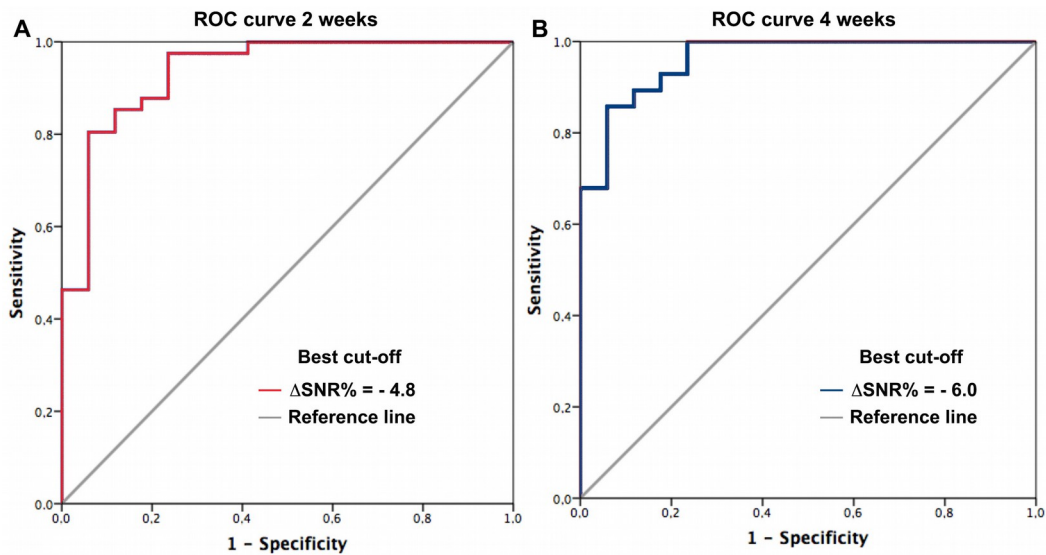 A
ROC curve 2 weeks
1.0
0.8
0.6
0.4
0.2
0.0
0.0
0.2
0.4
0.6
0.8
1.0
Sensitivity
1 - Specificity
Best cut-off
ΔSNR% = - 4.8
Reference line
B
ROC curve 4 weeks
1.0
0.8
0.6
0.4
0.2
0.0
0.0
0.2
0.4
0.6
0.8
1.0
Sensitivity
1 - Specificity
Best cut-off
ΔSNR% = - 6.0
Reference line